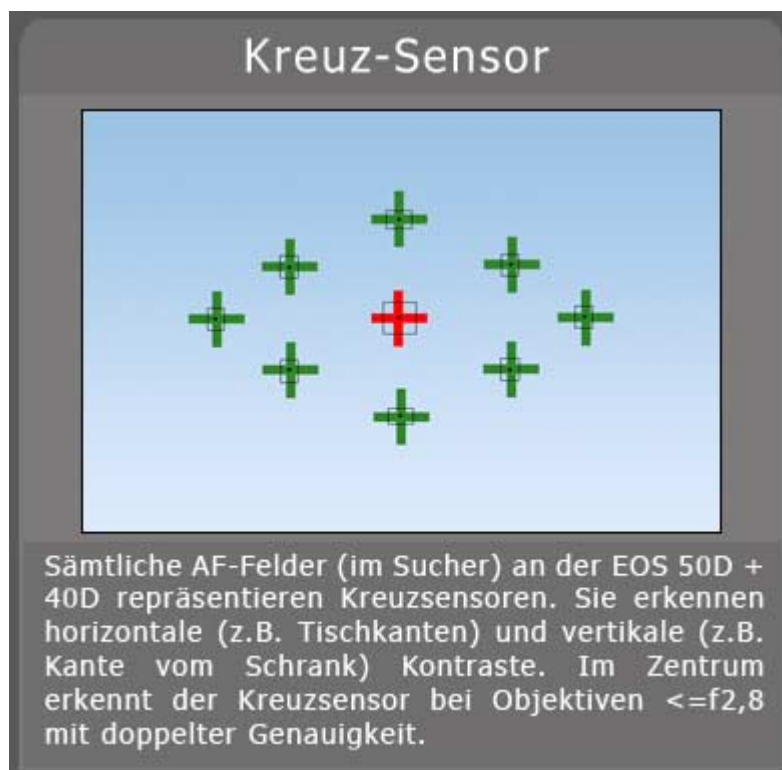 Kreuz-Sensor
Sämtliche AF-Felder (im Sucher) an der EOS 50D +
40D repräsentieren Kreuzsensoren. Sie erkennen
horizontale (z.B. Tischkanten) und vertikale (z.B.
Kante vom Schrank) Kontraste. Im Zentrum
erkennt der Kreuzsensor bei Objektiven <=f2,8
mit doppelter Genauigkeit.